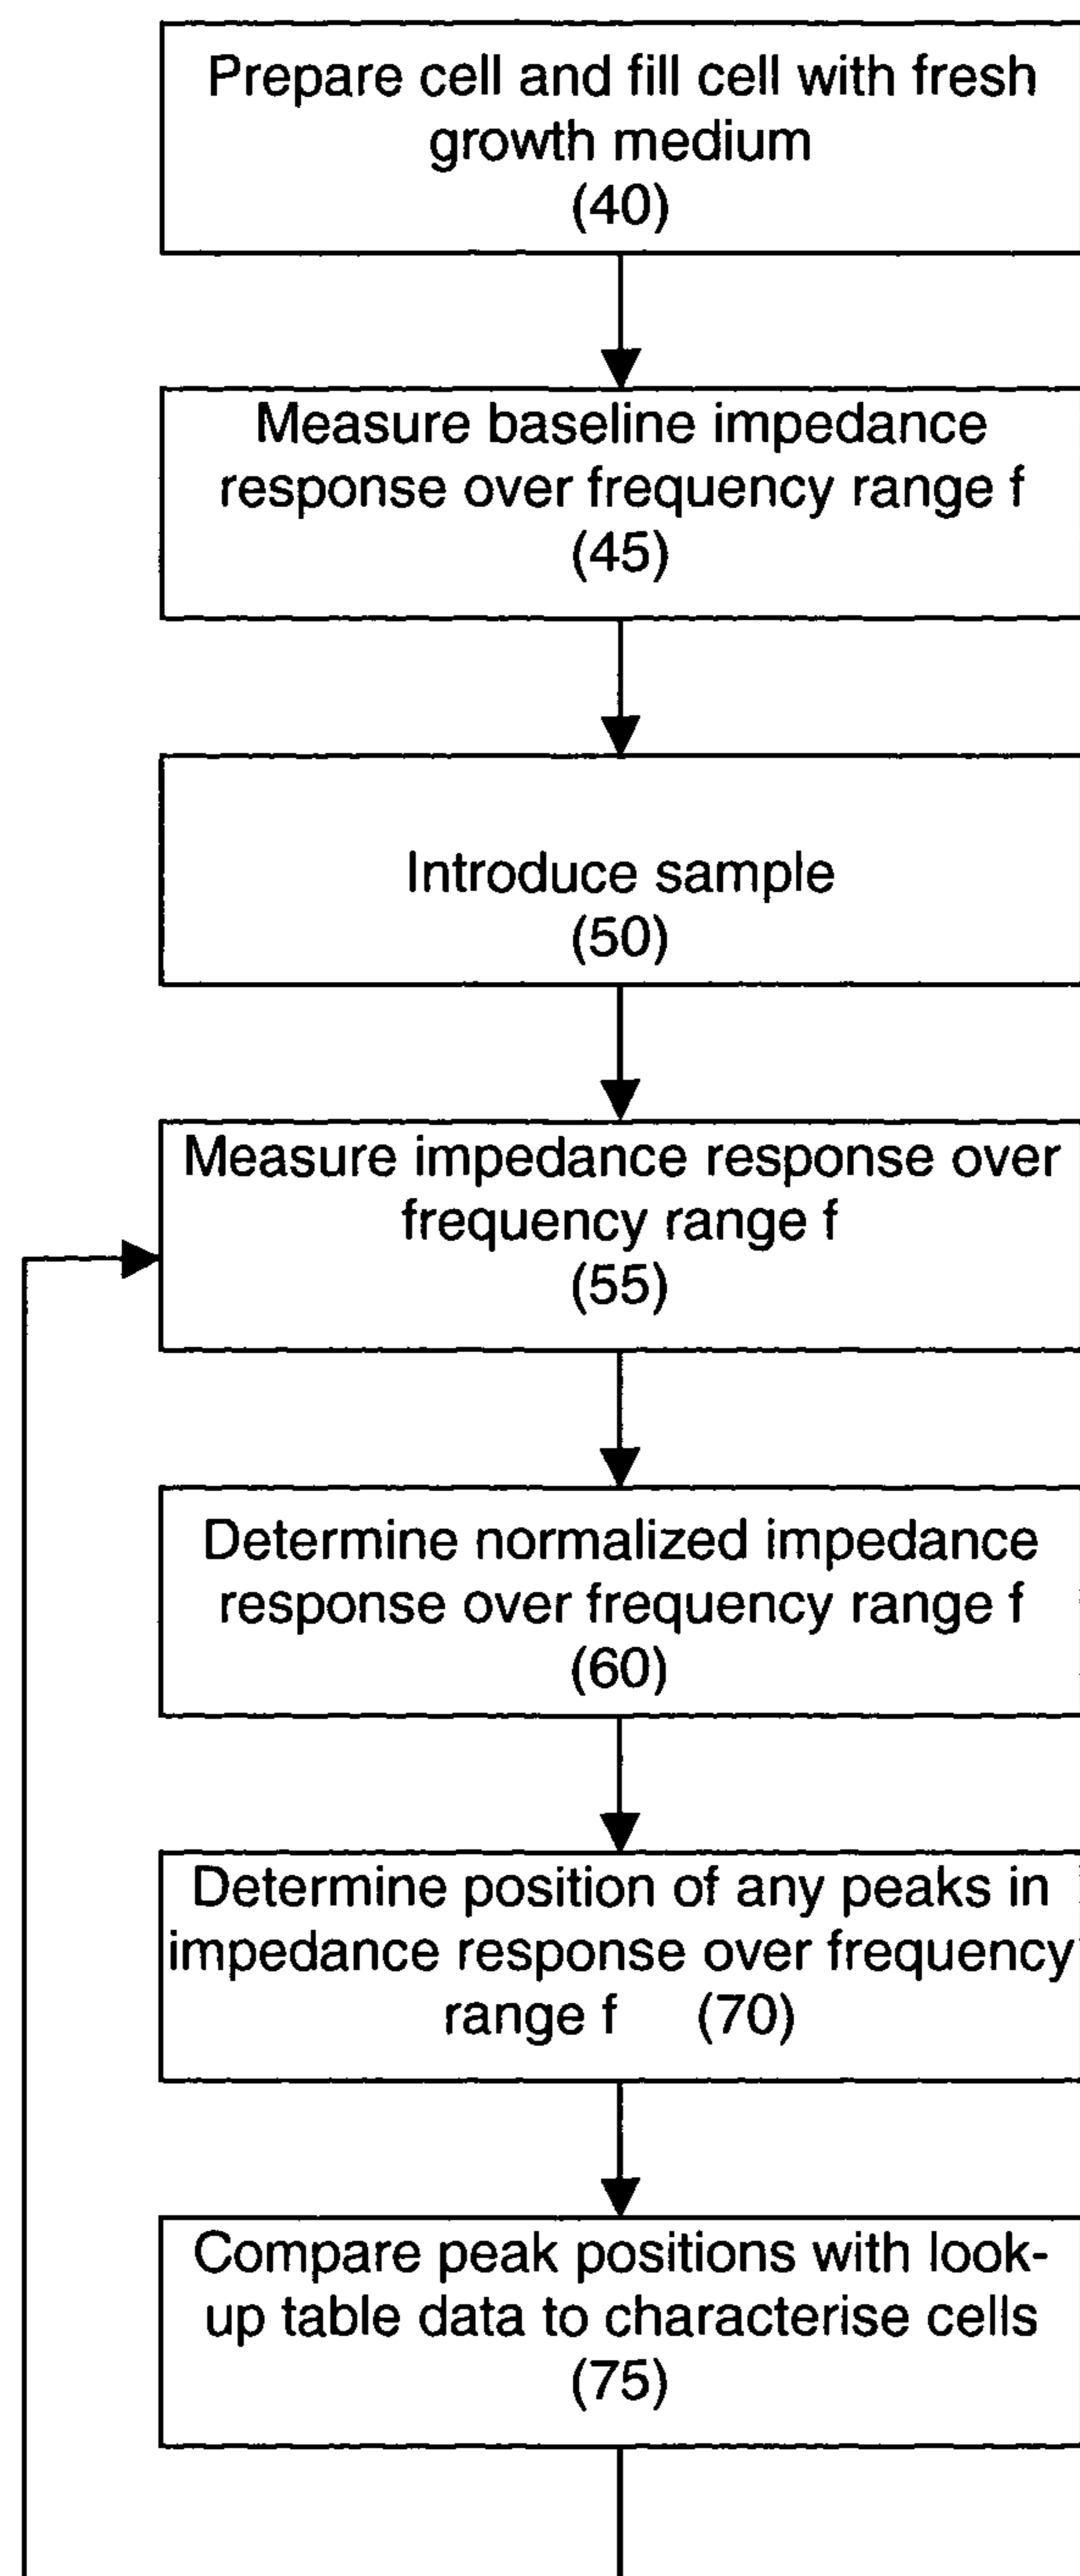 Prepare cell and fill cell with fresh
growth medium
(40)
Measure baseline impedance
response over frequency range f
(45)
Introduce sample
(50)
Measure impedance response over
frequency range f
(55)
Determine normalized impedance
response over frequency range f
(60)
Determine position of any peaks in
impedance response over frequency
range f (70)
Compare peak positions with look-
up table data to characterise cells
(75)